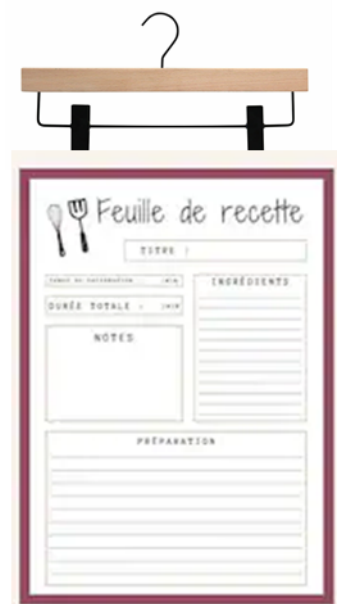 Feuille de recette
TITRE :
INGRÉDIENTS
DURÉE TOTALE :
NOTES
PRÉPARATION